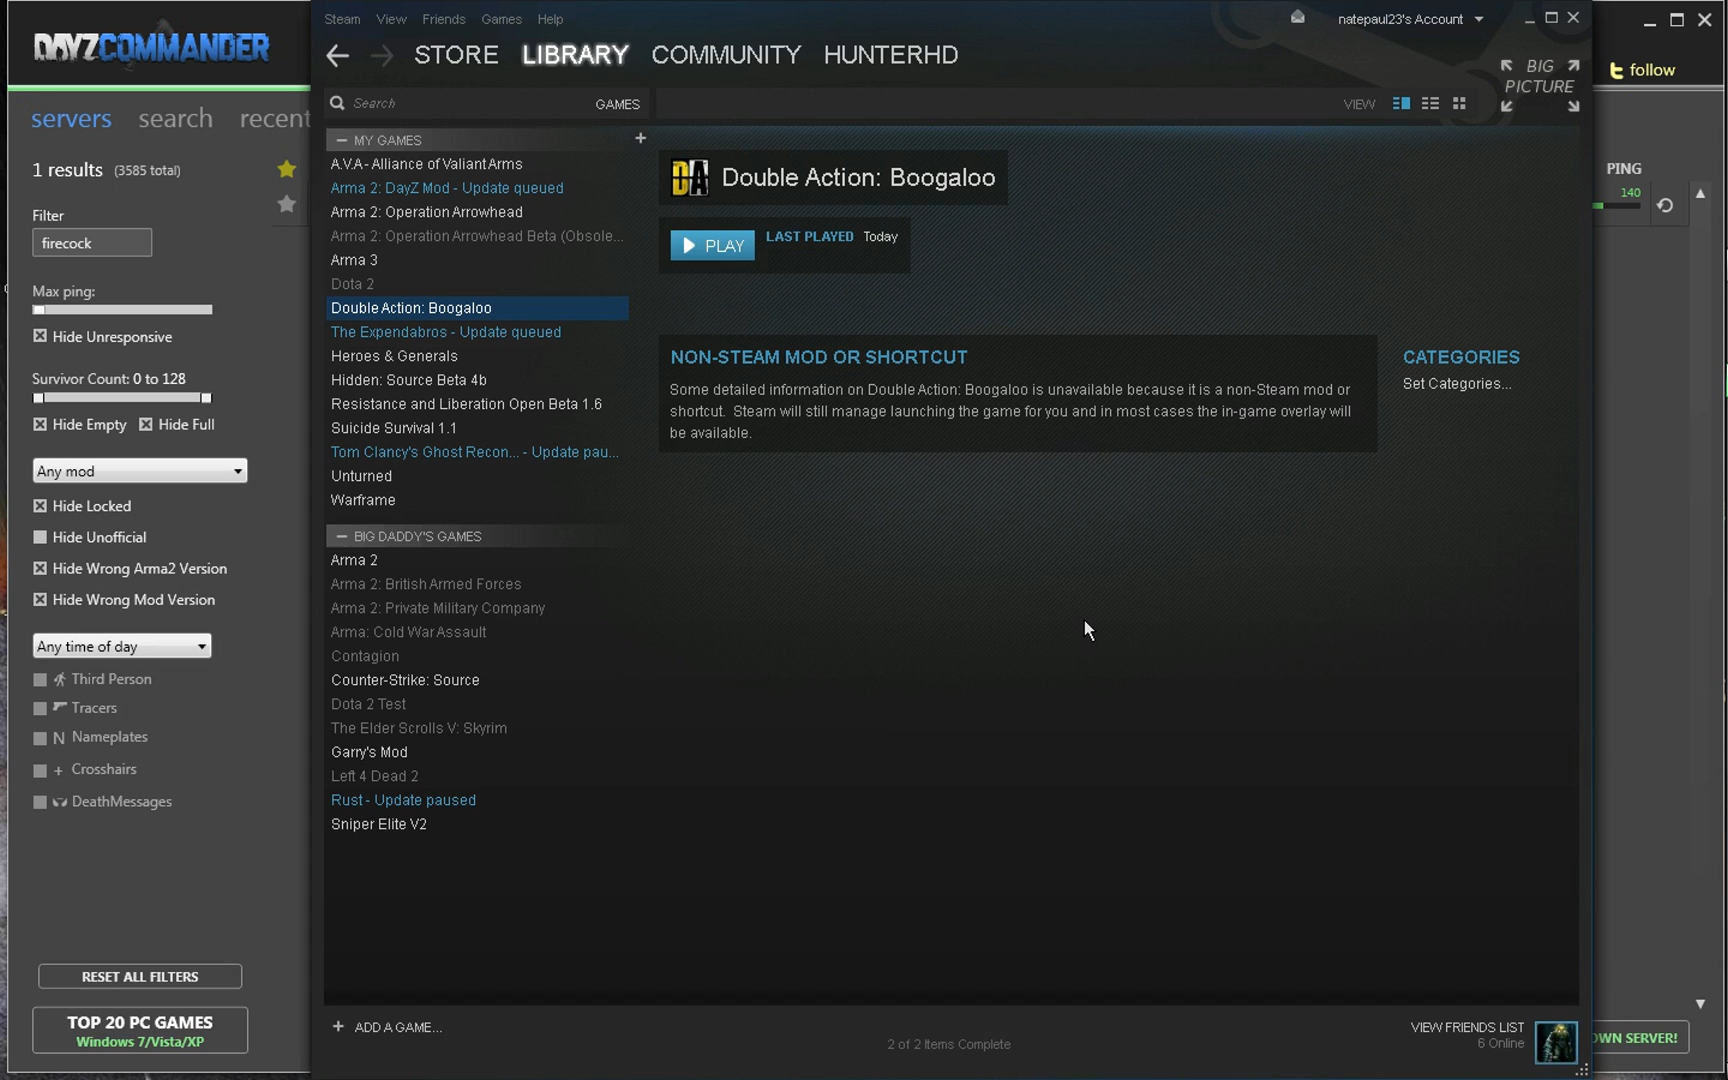 Steam View Friends Games Help
natepaul23's Account
DAYZCOMMANDER
STORE LIBRARY COMMUNITY HUNTERHD
BIG
PICTURE
follow
servers search recent
Search
GAMES
VIEW
1 results (3585 total)
Filter
firecock
Max ping:
Hide Unresponsive
Survivor Count: 0 to 128
Hide Empty Hide Full
Any mod
Hide Locked
Hide Unofficial
Hide Wrong Arma2 Version
Hide Wrong Mod Version
Any time of day
Third Person
Tracers
N Nameplates
+ Crosshairs
DeathMessages
RESET ALL FILTERS
TOP 20 PC GAMES
Windows 7/Vista/XP
— MY GAMES +
A.V.A - Alliance of Valiant Arms
Arma 2: DayZ Mod - Update queued
Arma 2: Operation Arrowhead
Arma 2: Operation Arrowhead Beta (Obsole...
Arma 3
Dota 2
Double Action: Boogaloo
The Expendabros - Update queued
Heroes & Generals
Hidden: Source Beta 4b
Resistance and Liberation Open Beta 1.6
Suicide Survival 1.1
Tom Clancy's Ghost Recon... - Update pau...
Unturned
Warframe
— BIG DADDY'S GAMES
Arma 2
Arma 2: British Armed Forces
Arma 2: Private Military Company
Arma: Cold War Assault
Contagion
Counter-Strike: Source
Dota 2 Test
The Elder Scrolls V: Skyrim
Garry's Mod
Left 4 Dead 2
Rust - Update paused
Sniper Elite V2
+ ADD A GAME...
DA Double Action: Boogaloo
PLAY LAST PLAYED Today
NON-STEAM MOD OR SHORTCUT
Some detailed information on Double Action: Boogaloo is unavailable because it is a non-Steam mod or
shortcut. Steam will still manage launching the game for you and in most cases the in-game overlay will
be available.
CATEGORIES
Set Categories...
2 of 2 Items Complete
VIEW FRIENDS LIST
6 Online
PING
140
OWN SERVER!